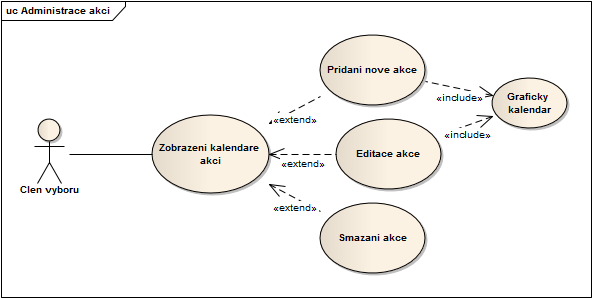 uc Administrace akci
Pridani nove akce
«include»
Graficky
kalendar
«extend»
«include»
Zobrazeni kalendare
akci
Editace akce
«extend»
Clen vyboru
«extend»
Smazani akce